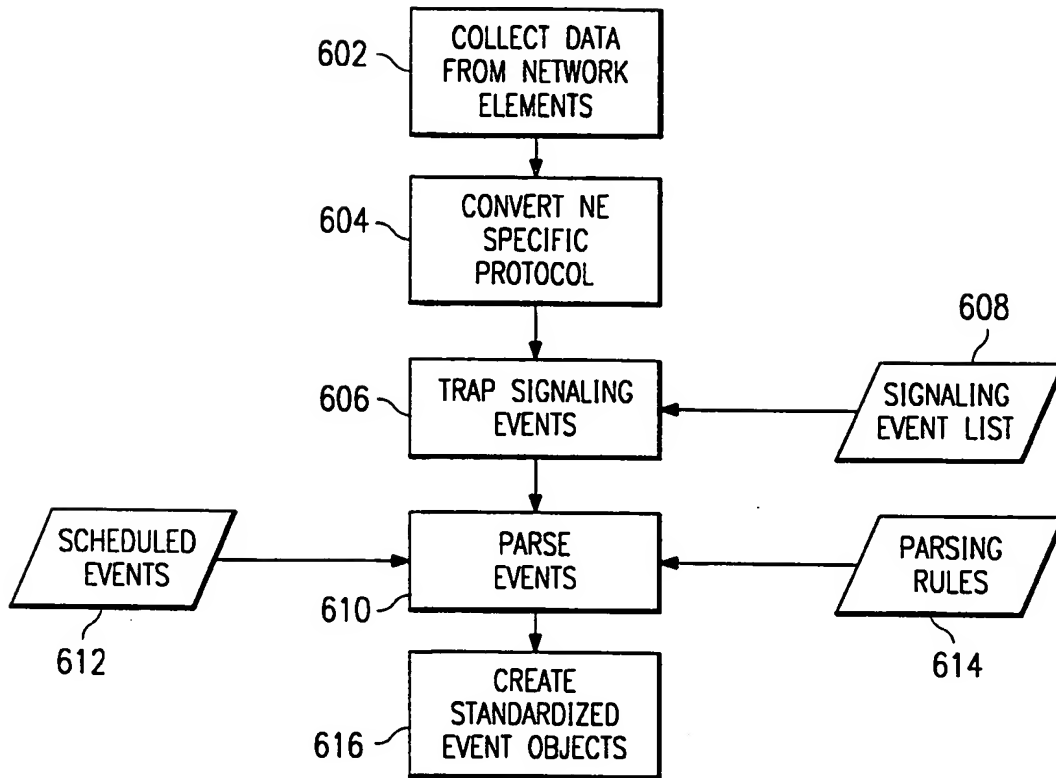 602
COLLECT DATA
FROM NETWORK
ELEMENTS
604
CONVERT NE
SPECIFIC
PROTOCOL
606
TRAP SIGNALING
EVENTS
608
SIGNALING
EVENT LIST
SCHEDULED
EVENTS
612
PARSE
EVENTS
610
PARSING
RULES
614
CREATE
STANDARDIZED
EVENT OBJECTS
616